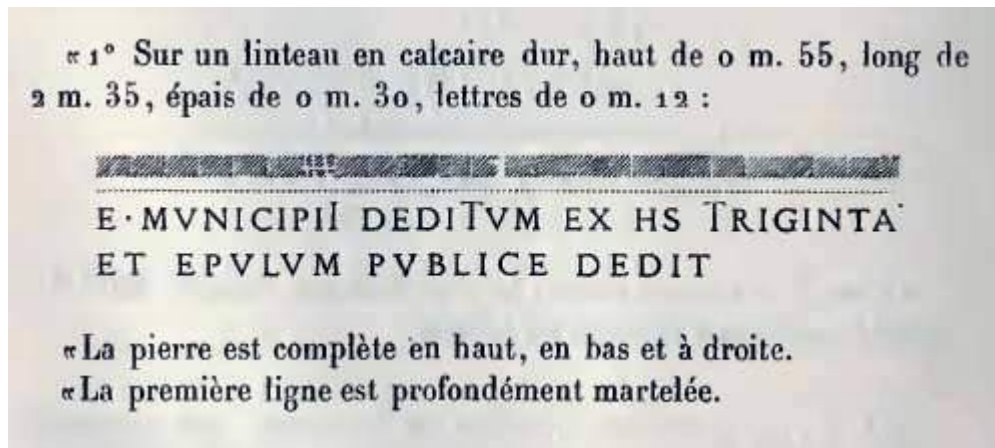 « 1° Sur un linteau en calcaire dur, haut de 0 m. 55, long de
2 m. 35, épais de 0 m. 30, lettres de 0 m. 12 :
E · MVNICIPII DEDITVM EX HS TRIGINTA
ET EPVLVM PVBLICE DEDIT
« La pierre est complète en haut, en bas et à droite.
« La première ligne est profondément martelée.